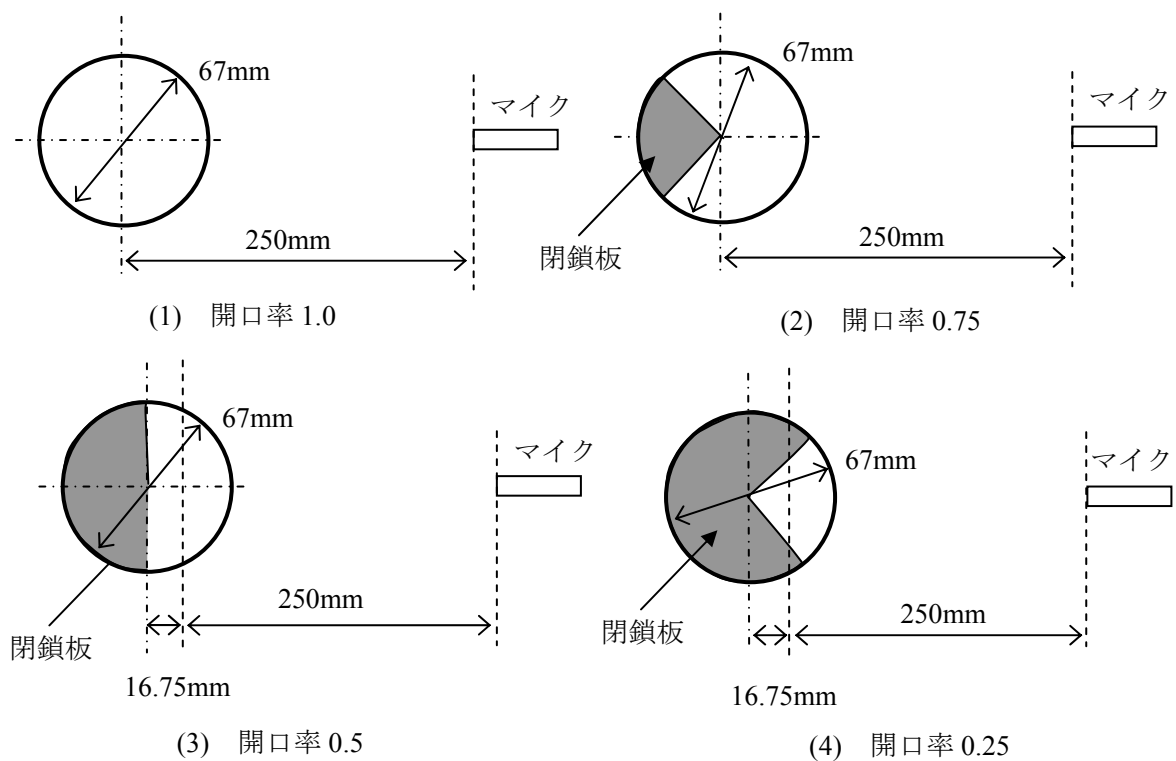 67mm
マイク
250mm
(1) 開口率 1.0
67mm
マイク
閉鎖板
250mm
(2) 開口率 0.75
67mm
マイク
250mm
閉鎖板
16.75mm
(3) 開口率 0.5
67mm
マイク
250mm
閉鎖板
16.75mm
(4) 開口率 0.25